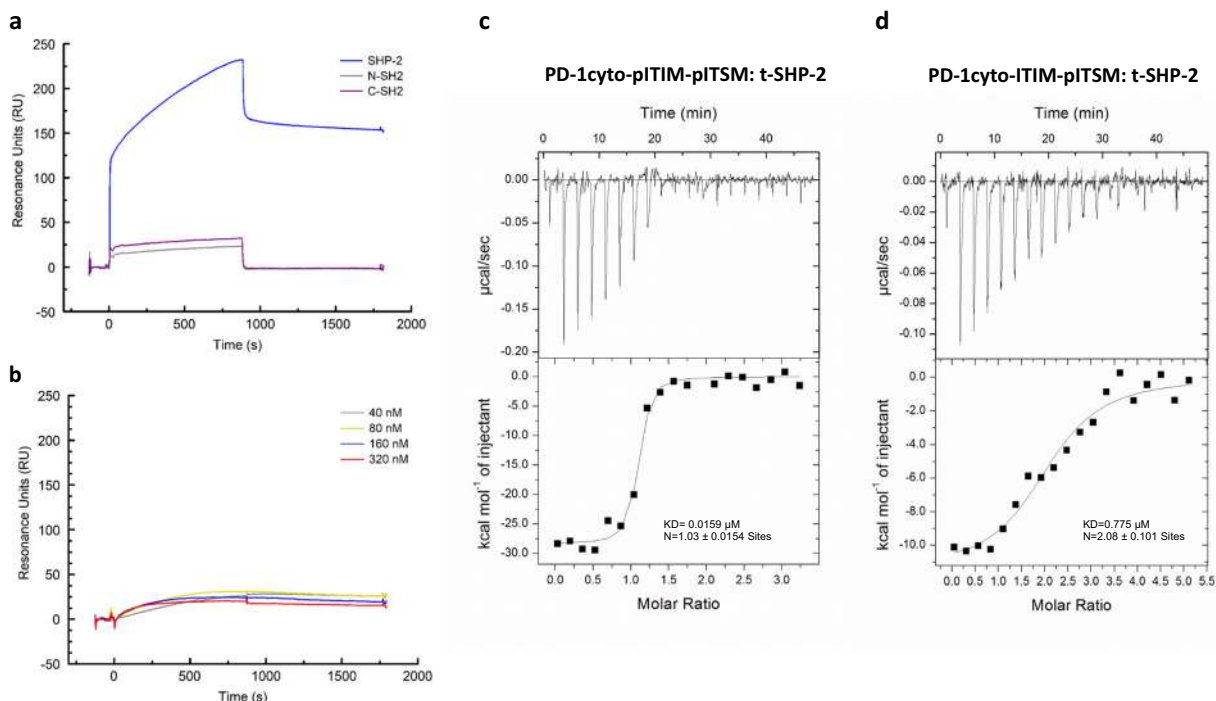 a
250
200
150
100
50
0
-50
Resonance Units (RU)
SHP-2
N-SH2
C-SH2
0 500 1000 1500 2000
Time (s)
b
250
200
150
100
50
0
-50
Resonance Units (RU)
40 nM
80 nM
160 nM
320 nM
0 500 1000 1500 2000
Time (s)
c
PD-1cyto-pITIM-pITSM: t-SHP-2
Time (min)
0 10 20 30 40
0.00
-0.05
-0.10
-0.15
-0.20
µcal/sec
0.0
-5.0
-10.0
-15.0
-20.0
-25.0
-30.0
kcal mol⁻¹ of injectant
KD= 0.0159 µM
N=1.03 ± 0.0154 Sites
0.0 0.5 1.0 1.5 2.0 2.5 3.0
Molar Ratio
d
PD-1cyto-ITIM-pITSM: t-SHP-2
Time (min)
0 10 20 30 40
0.00
-0.02
-0.04
-0.06
-0.08
-0.10
µcal/sec
0.0
-2.0
-4.0
-6.0
-8.0
-10.0
kcal mol⁻¹ of injectant
KD=0.775 µM
N=2.08 ± 0.101 Sites
0.0 0.5 1.0 1.5 2.0 2.5 3.0 3.5 4.0 4.5 5.0 5.5
Molar Ratio